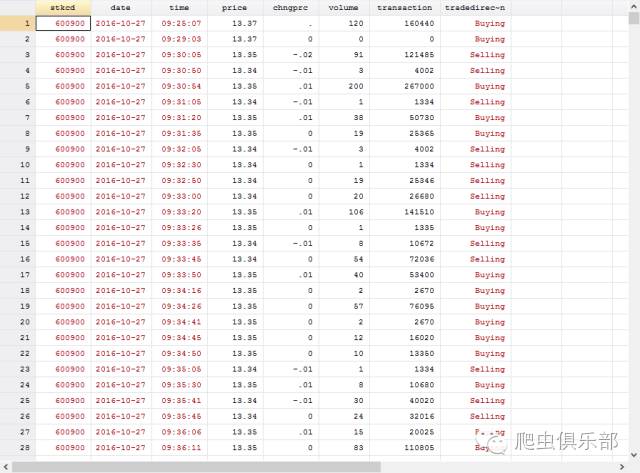 stkcd date time price chngprc volume transaction tradedirec~n
1 600900 2016-10-27 09:25:07 13.37 . 120 160440 Buying
2 600900 2016-10-27 09:29:03 13.37 0 0 0 Buying
3 600900 2016-10-27 09:30:05 13.35 -.02 91 121485 Selling
4 600900 2016-10-27 09:30:50 13.34 -.01 3 4002 Selling
5 600900 2016-10-27 09:30:54 13.35 .01 200 267000 Buying
6 600900 2016-10-27 09:31:05 13.34 -.01 1 1334 Selling
7 600900 2016-10-27 09:31:20 13.35 .01 38 50730 Buying
8 600900 2016-10-27 09:31:35 13.35 0 19 25365 Buying
9 600900 2016-10-27 09:32:05 13.34 -.01 3 4002 Selling
10 600900 2016-10-27 09:32:30 13.34 0 1 1334 Selling
11 600900 2016-10-27 09:32:50 13.34 0 19 25346 Selling
12 600900 2016-10-27 09:33:00 13.34 0 20 26680 Selling
13 600900 2016-10-27 09:33:20 13.35 .01 106 141510 Buying
14 600900 2016-10-27 09:33:26 13.35 0 1 1335 Buying
15 600900 2016-10-27 09:33:35 13.34 -.01 8 10672 Selling
16 600900 2016-10-27 09:33:45 13.34 0 54 72036 Selling
17 600900 2016-10-27 09:33:50 13.35 .01 40 53400 Buying
18 600900 2016-10-27 09:34:16 13.35 0 2 2670 Buying
19 600900 2016-10-27 09:34:26 13.35 0 57 76095 Buying
20 600900 2016-10-27 09:34:41 13.35 0 2 2670 Buying
21 600900 2016-10-27 09:34:45 13.35 0 12 16020 Buying
22 600900 2016-10-27 09:34:50 13.35 0 10 13350 Buying
23 600900 2016-10-27 09:35:05 13.34 -.01 1 1334 Selling
24 600900 2016-10-27 09:35:30 13.35 .01 8 10680 Buying
25 600900 2016-10-27 09:35:41 13.34 -.01 30 40020 Selling
26 600900 2016-10-27 09:35:45 13.34 0 24 32016 Selling
27 600900 2016-10-27 09:36:06 13.35 .01 15 20025
28 600900 2016-10-27 09:36:11 13.35 0 83 110805
爬虫俱乐部